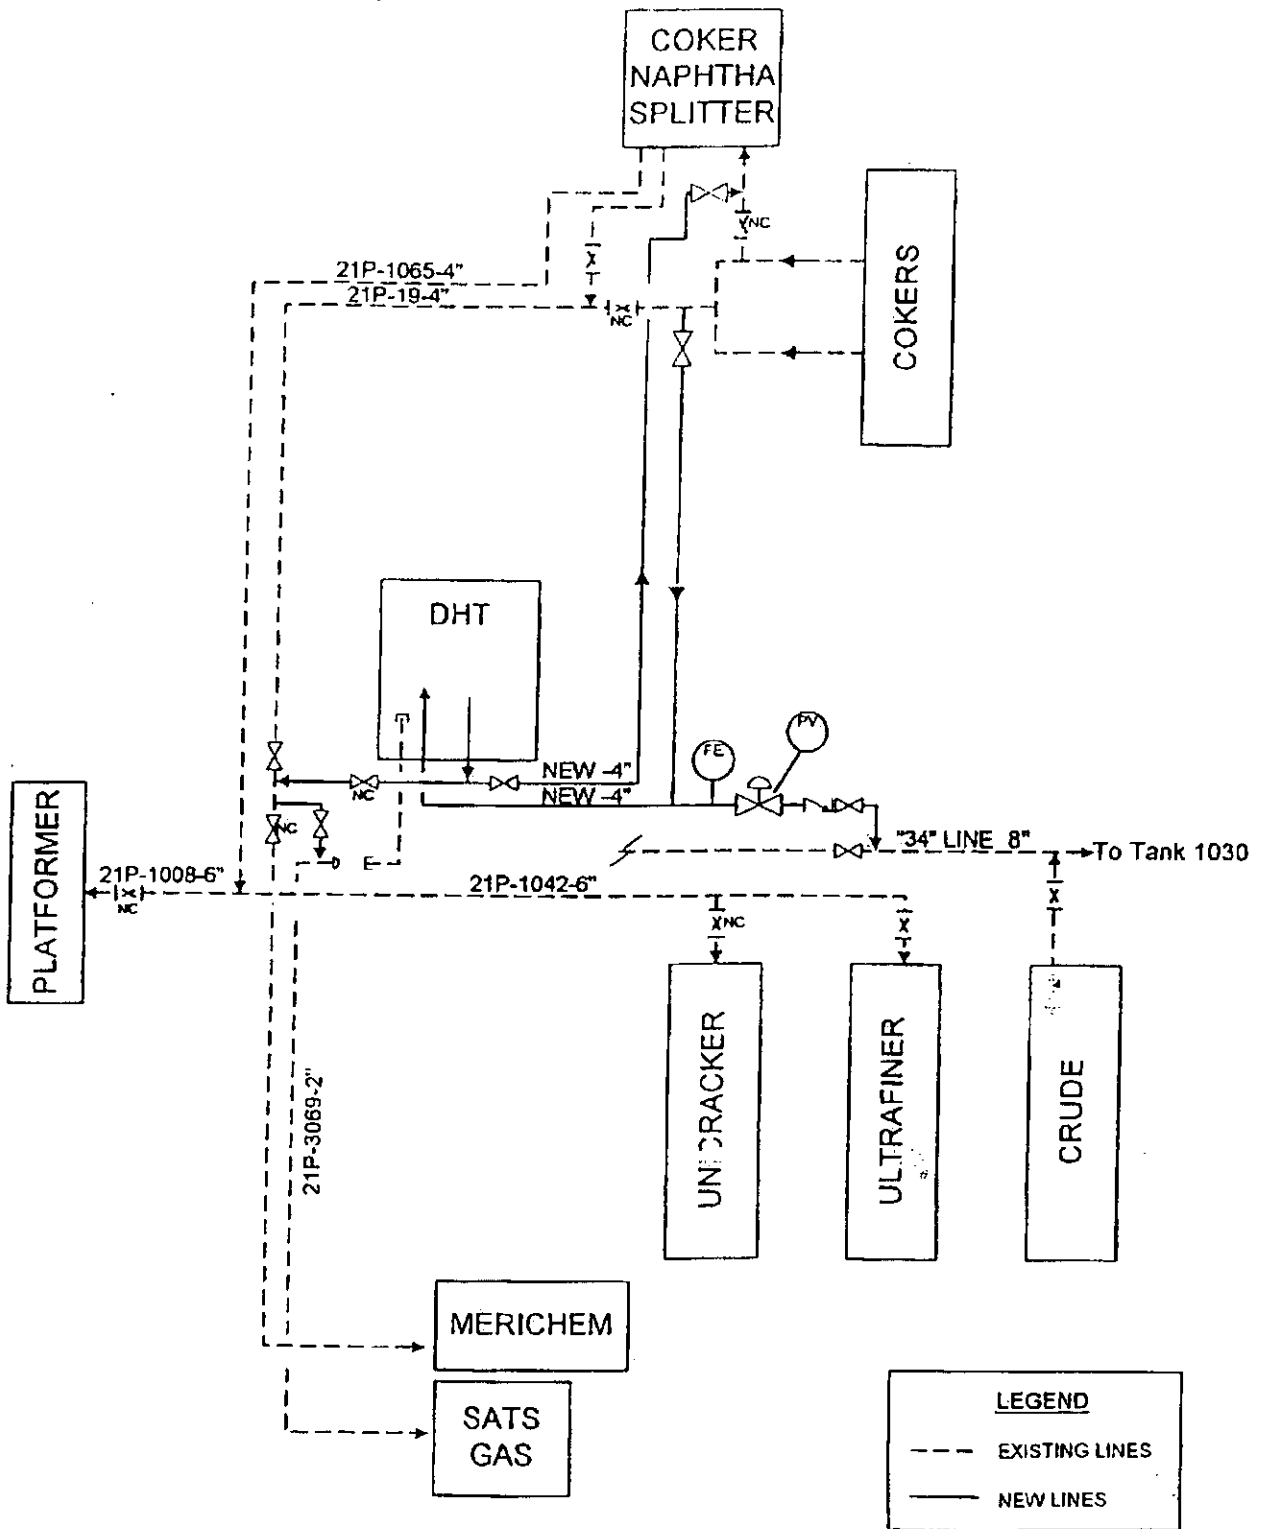 COKER
NAPHTHA
SPLITTER
NC
21P-1065-4"
21P-19-4"
NC
COKERS
DHT
PV
FE
NEW -4"
NEW -4"
NC
NC
"34" LINE 8"
To Tank 1030
PLATFORMER
21P-1008-6"
NC
21P-1042-6"
NC
UNICRACKER
ULTRAFINER
CRUDE
21P-3069-2"
MERICHEM
SATS
GAS
LEGEND
EXISTING LINES
NEW LINES